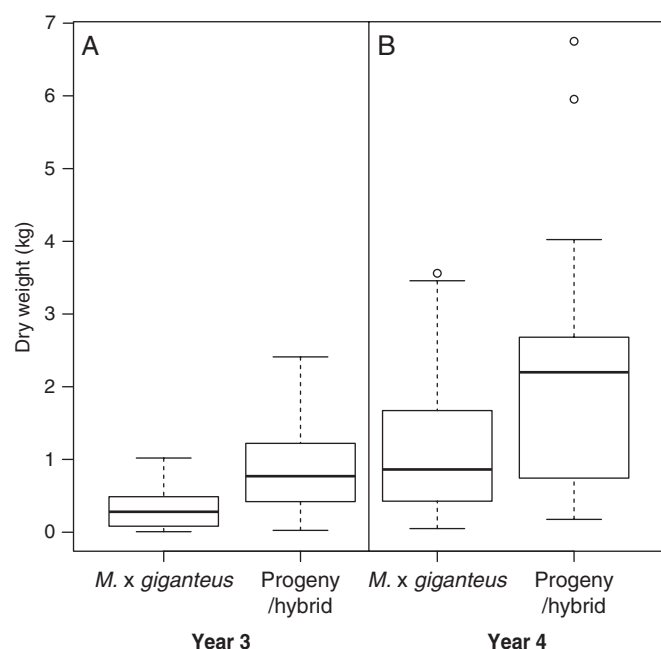 A
B
7
6
5
4
3
2
1
0
Dry weight (kg)
M. x giganteus
Progeny
/hybrid
M. x giganteus
Progeny
/hybrid
Year 3
Year 4